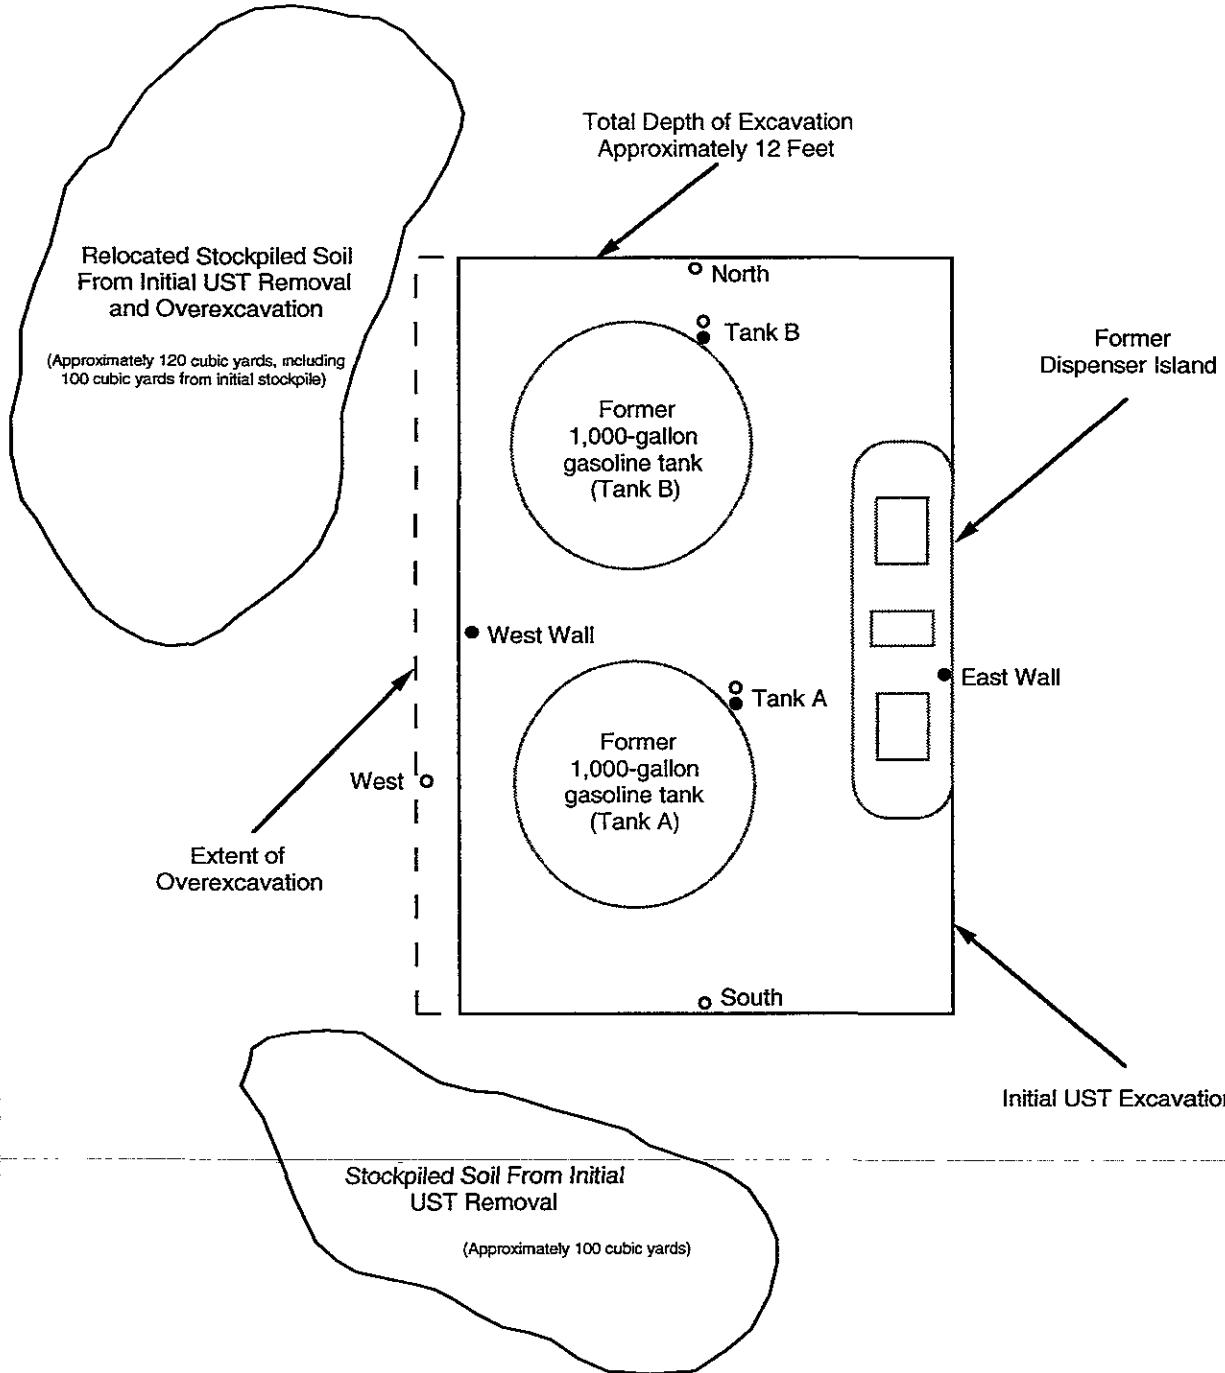 Total Depth of Excavation
Approximately 12 Feet
Relocated Stockpiled Soil
From Initial UST Removal
and Overexcavation
(Approximately 120 cubic yards, including
100 cubic yards from initial stockpile)
North
Tank B
Former
Dispenser Island
Former
1,000-gallon
gasoline tank
(Tank B)
West Wall
East Wall
Tank A
Former
1,000-gallon
gasoline tank
(Tank A)
West
Extent of
Overexcavation
South
Initial UST Excavation
Stockpiled Soil From Initial
UST Removal
(Approximately 100 cubic yards)